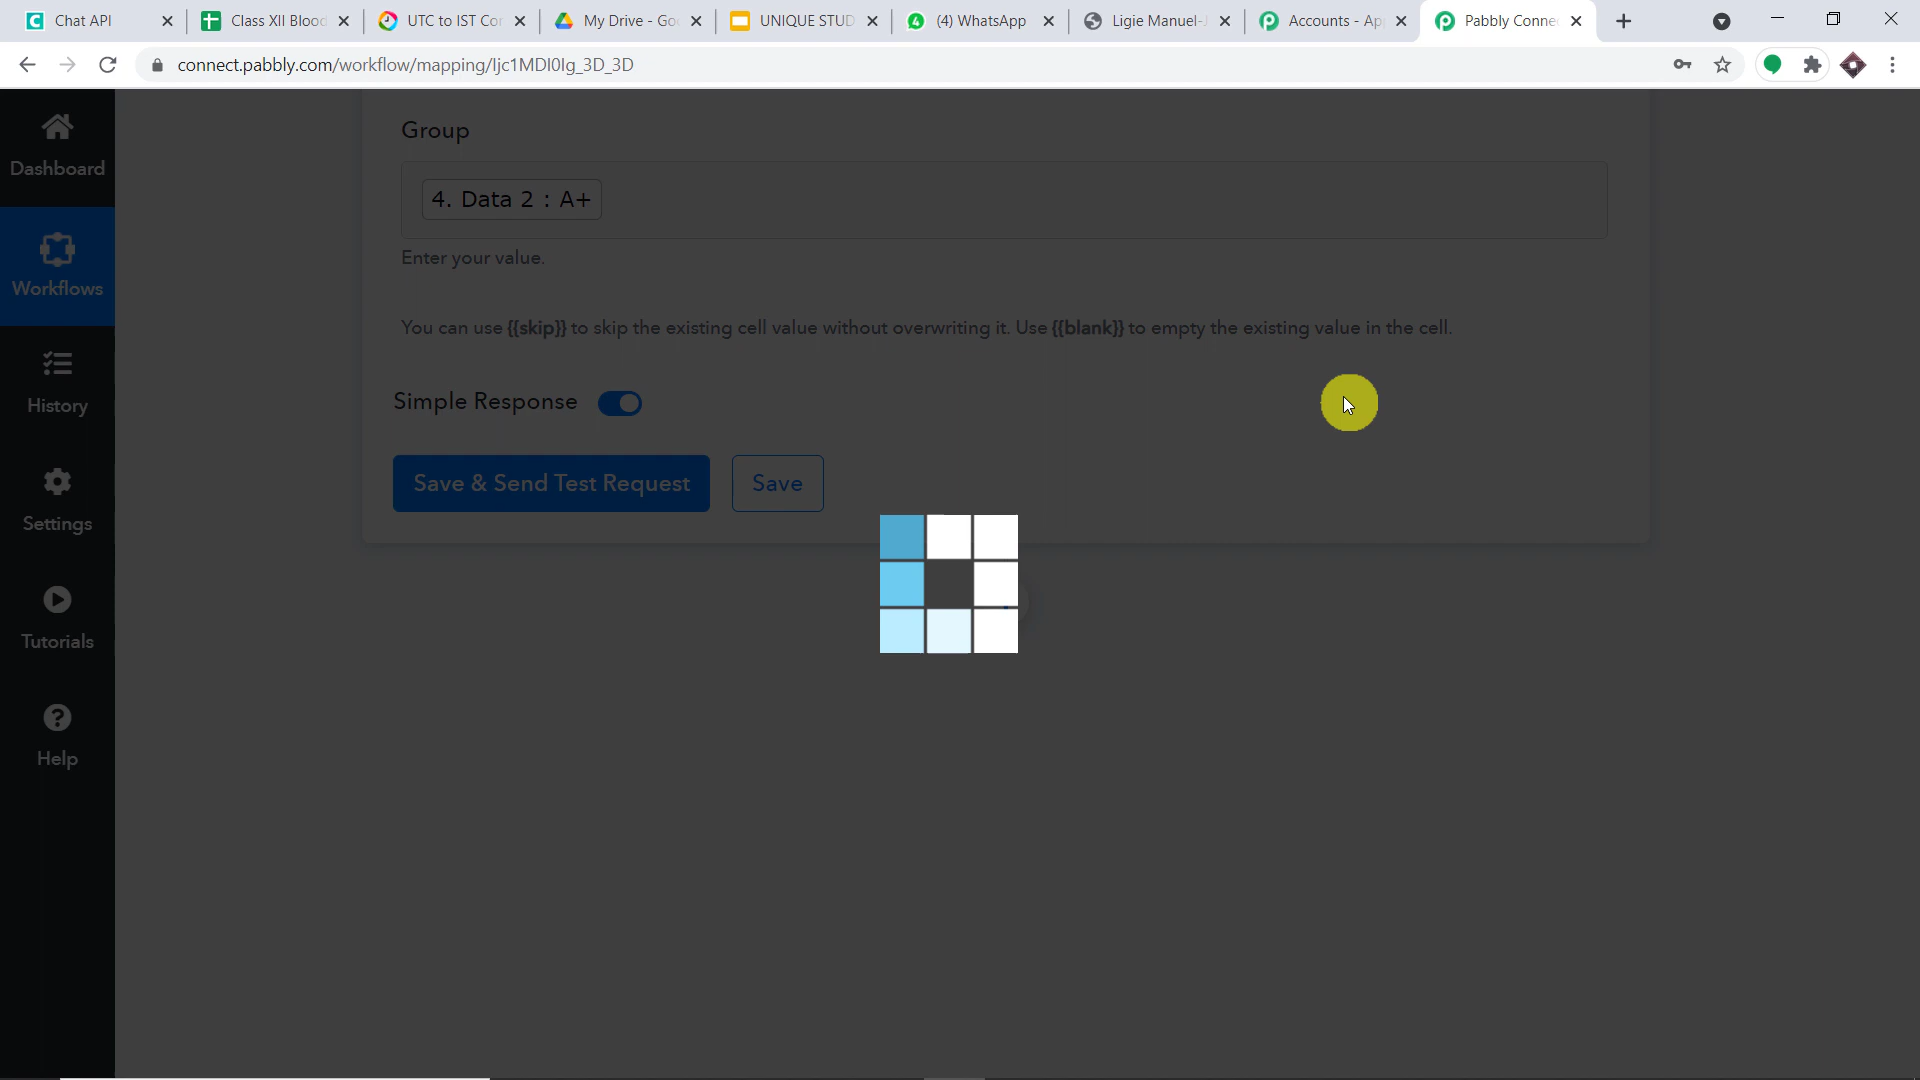 Chat API
Class XII Blood
UTC to IST Con
My Drive - Goo
UNIQUE STUD
(4) WhatsApp
Ligie Manuel-J
Accounts - Ap
Pabbly Conne
connect.pabbly.com/workflow/mapping/Ijc1MDI0Ig_3D_3D
Dashboard
Workflows
History
Settings
Tutorials
Help
Group
4. Data 2 : A+
Enter your value.
You can use {{skip}} to skip the existing cell value without overwriting it. Use {{blank}} to empty the existing value in the cell.
Simple Response
Save & Send Test Request
Save